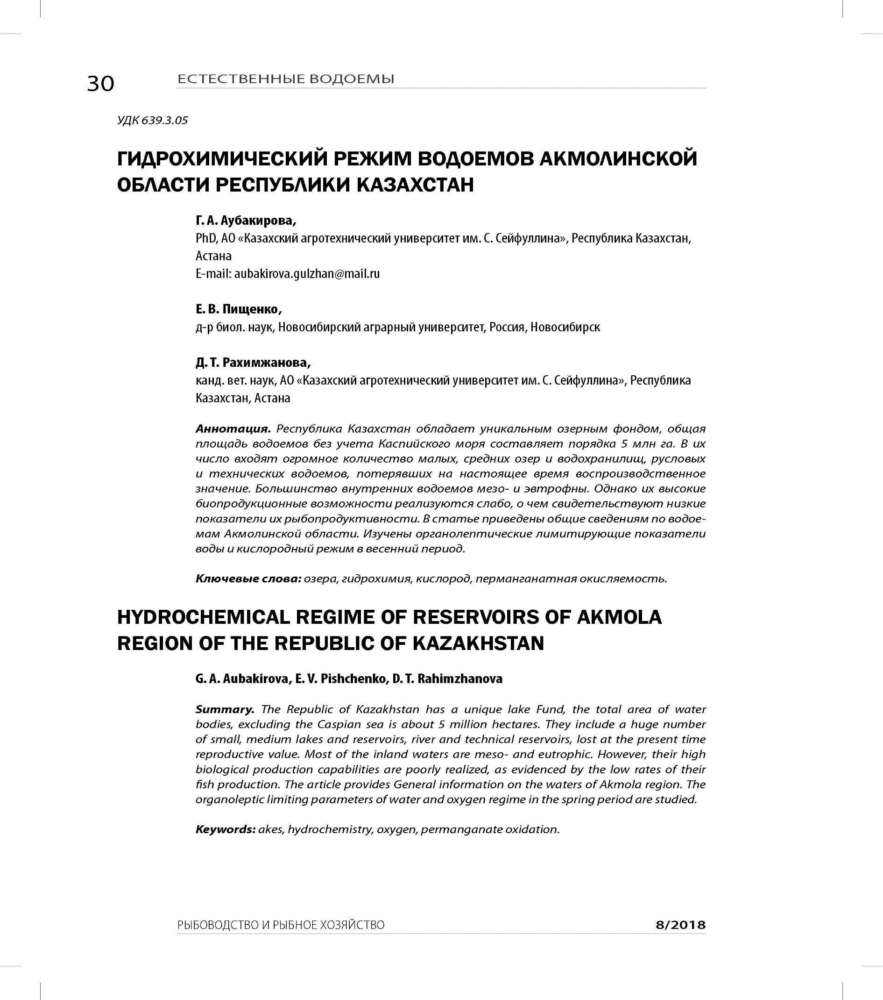 30
ЕСТЕСТВЕННЫЕ ВОДОЕМЫ
УДК 639.3.05
ГИДРОХИМИЧЕСКИЙ РЕЖИМ ВОДОЕМОВ АКМОЛИНСКОЙ
ОБЛАСТИ РЕСПУБЛИКИ КАЗАХСТАН
Г. А. Аубакирова,
PhD, АО «Казахский агротехнический университет им. С. Сейфуллина», Республика Казахстан,
Астана
E-mail: aubakirova.gulzhan@mail.ru
Е. В. Пищенко,
д-р биол. наук, Новосибирский аграрный университет, Россия, Новосибирск
Д. Т. Рахимжанова,
канд. вет. наук, АО «Казахский агротехнический университет им. С. Сейфуллина», Республика
Казахстан, Астана
Аннотация. Республика Казахстан обладает уникальным озерным фондом, общая
площадь водоемов без учета Каспийского моря составляет порядка 5 млн га. В их
число входят огромное количество малых, средних озер и водохранилищ, русловых
и технических водоемов, потерявших на настоящее время воспроизводственное
значение. Большинство внутренних водоемов мезо- и эвтрофны. Однако их высокие
биопродукционные возможности реализуются слабо, о чем свидетельствуют низкие
показатели их рыбопродуктивности. В статье приведены общие сведениям по водое-
мам Акмолинской области. Изучены органолептические лимитирующие показатели
воды и кислородный режим в весенний период.
Ключевые слова: озера, гидрохимия, кислород, перманганатная окисляемость.
HYDROCHEMICAL REGIME OF RESERVOIRS OF AKMOLA
REGION OF THE REPUBLIC OF KAZAKHSTAN
G. A. Aubakirova, E. V. Pishchenko, D. T. Rahimzhanova
Summary. The Republic of Kazakhstan has a unique lake Fund, the total area of water
bodies, excluding the Caspian sea is about 5 million hectares. They include a huge number
of small, medium lakes and reservoirs, river and technical reservoirs, lost at the present time
reproductive value. Most of the inland waters are meso- and eutrophic. However, their high
biological production capabilities are poorly realized, as evidenced by the low rates of their
fish production. The article provides General information on the waters of Akmola region. The
organoleptic limiting parameters of water and oxygen regime in the spring period are studied.
Keywords: akes, hydrochemistry, oxygen, permanganate oxidation.
РЫБОВОДСТВО И РЫБНОЕ ХОЗЯЙСТВО
8/2018